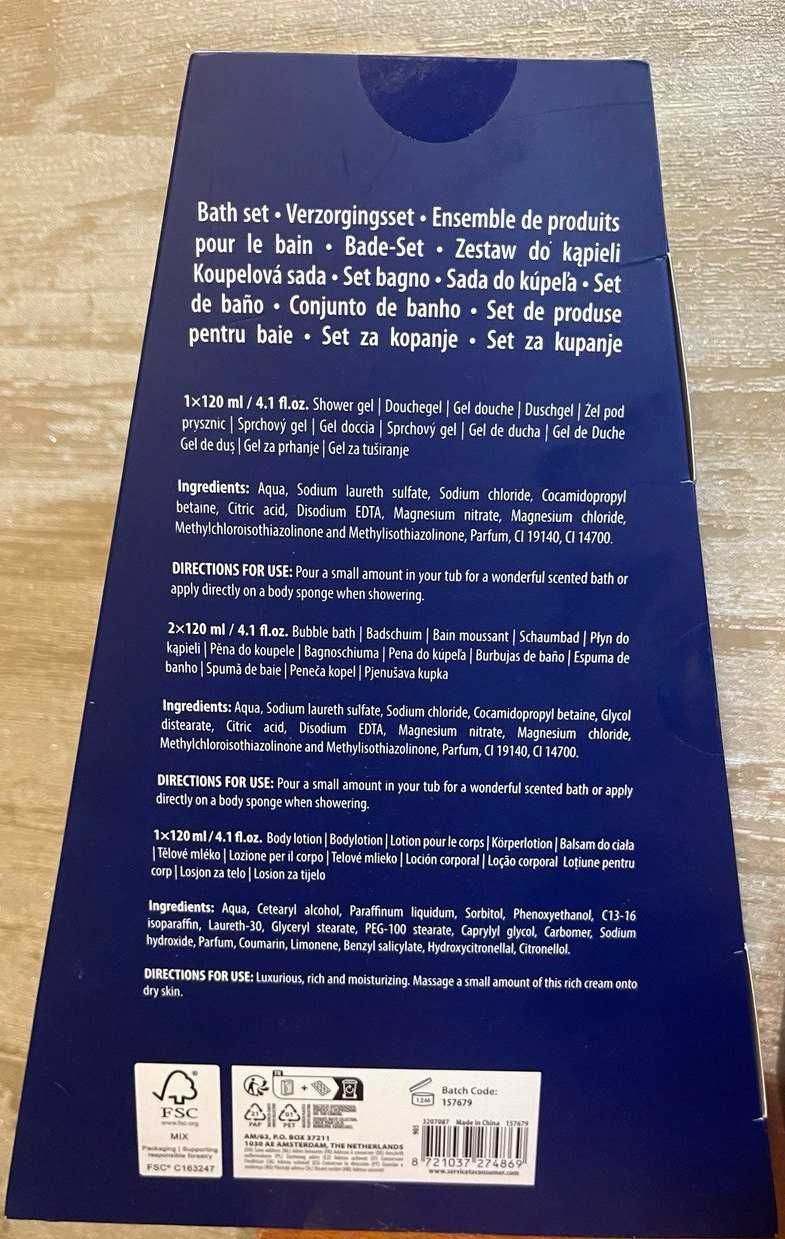 Bath set • Verzorgingsset • Ensemble de produits
pour le bain • Bade-Set • Zestaw do kąpieli
Koupelová sada • Set bagno • Sada do kúpeľa • Set
de baño • Conjunto de banho • Set de produse
pentru baie • Set za kopanje • Set za kupanje
1×120 ml / 4.1 fl.oz. Shower gel | Douchegel | Gel douche | Duschgel | Żel pod
prysznic | Sprchový gel | Gel doccia | Sprchový gel | Gel de ducha | Gel de Duche
Gel de duș | Gel za prhanje | Gel za tuširanje
Ingredients: Aqua, Sodium laureth sulfate, Sodium chloride, Cocamidopropyl
betaine, Citric acid, Disodium EDTA, Magnesium nitrate, Magnesium chloride,
Methylchloroisothiazolinone and Methylisothiazolinone, Parfum, CI 19140, CI 14700.
DIRECTIONS FOR USE: Pour a small amount in your tub for a wonderful scented bath or
apply directly on a body sponge when showering.
2×120 ml / 4.1 fl.oz. Bubble bath | Badschuim | Bain moussant | Schaumbad | Płyn do
kąpieli | Pěna do koupele | Bagnoschiuma | Pena do kúpeľa | Burbujas de baño | Espuma de
banho | Spumă de baie | Peneča kopel | Pjenušava kupka
Ingredients: Aqua, Sodium laureth sulfate, Sodium chloride, Cocamidopropyl betaine, Glycol
distearate, Citric acid, Disodium EDTA, Magnesium nitrate, Magnesium chloride,
Methylchloroisothiazolinone and Methylisothiazolinone, Parfum, CI 19140, CI 14700.
DIRECTIONS FOR USE: Pour a small amount in your tub for a wonderful scented bath or apply
directly on a body sponge when showering.
1×120 ml / 4.1 fl.oz. Body lotion | Bodylotion | Lotion pour le corps | Körperlotion | Balsam do ciała
| Tělové mléko | Lozione per il corpo | Telové mlieko | Loción corporal | Loção corporal Loțiune pentru
corp | Losjon za telo | Losion za tijelo
Ingredients: Aqua, Cetearyl alcohol, Paraffinum liquidum, Sorbitol, Phenoxyethanol, C13-16
isoparaffin, Laureth-30, Glyceryl stearate, PEG-100 stearate, Caprylyl glycol, Carbomer, Sodium
hydroxide, Parfum, Coumarin, Limonene, Benzyl salicylate, Hydroxycitronellal, Citronellol.
DIRECTIONS FOR USE: Luxurious, rich and moisturizing. Massage a small amount of this rich cream onto
dry skin.
FSC
www.fsc.org
MIX
Packaging | Supporting
responsible forestry
FSC® C163247
FR
PAP
01
PET
AM/63, P.O. BOX 37211
1030 AE AMSTERDAM, THE NETHERLANDS
12M
Batch Code:
157679
3207087 Made in China 157679
8 721037 274869
www.servicetoconsumer.com